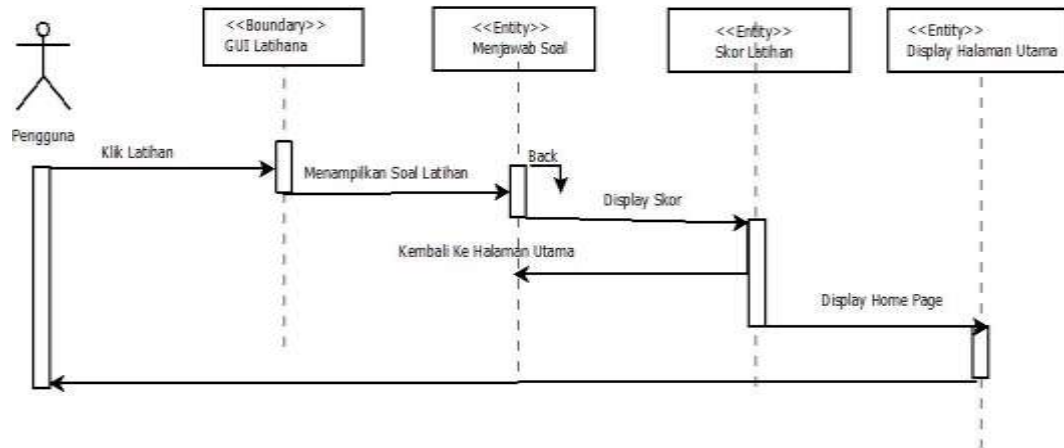 <<Boundary>>
GUI Latihana
<<Entity>>
Menjawab Soal
<<Entity>>
Skor Latihan
<<Entity>>
Display Halaman Utama
Pengguna
Klik Latihan
Menampilkan Soal Latihan
Back
Display Skor
Kembali Ke Halaman Utama
Display Home Page